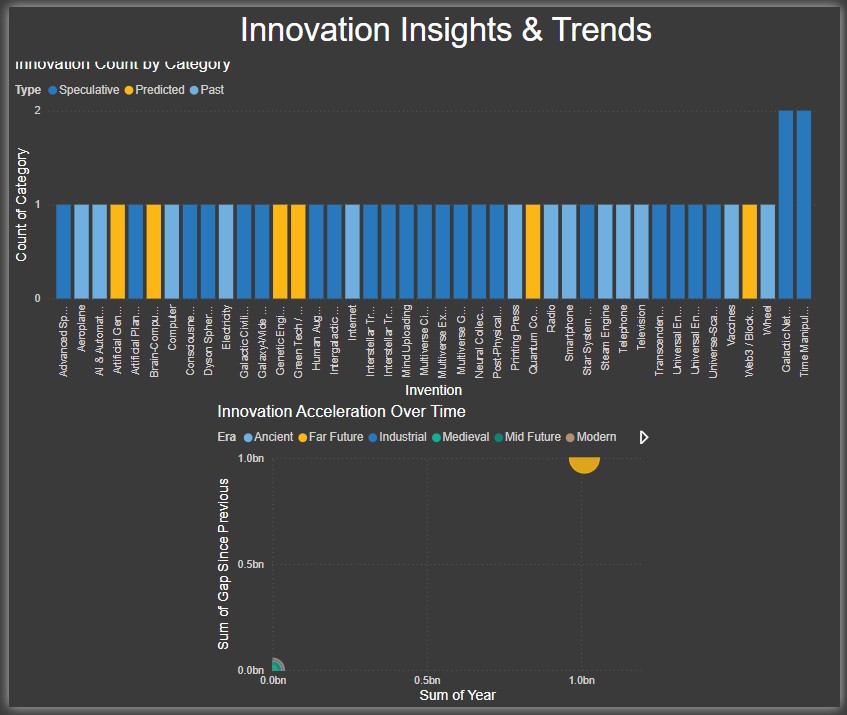 Innovation Insights & Trends
Innovation Count by Category
Type Speculative Predicted Past
2
1
0
Count of Category
Advanced Sp...
Aeroplane
AI & Automat...
Artificial Gen...
Artificial Plan...
Brain-Compu...
Computer
Consciousne...
Dyson Spher...
Electricity
Galactic Civili...
Galaxy-Wide ...
Genetic Engi...
Green Tech / ...
Human Aug...
Intergalactic ...
Internet
Interstellar Tr...
Interstellar Tr...
Mind Uploading
Multiverse Ci...
Multiverse Ex...
Multiverse G...
Neural Colec...
Post-Physical...
Printing Press
Quantum Co...
Radio
Smartphone
Star System ...
Steam Engine
Telephone
Television
Transcenden...
Universal En...
Universal En...
Universe-Sca...
Vaccines
Web3 / Block...
Wheel
Galactic Net...
Time Manipul...
Invention
Innovation Acceleration Over Time
Era Ancient Far Future Industrial Medieval Mid Future Modern
1.0bn
0.5bn
0.0bn
Sum of Gap Since Previous
0.0bn 0.5bn 1.0bn
Sum of Year